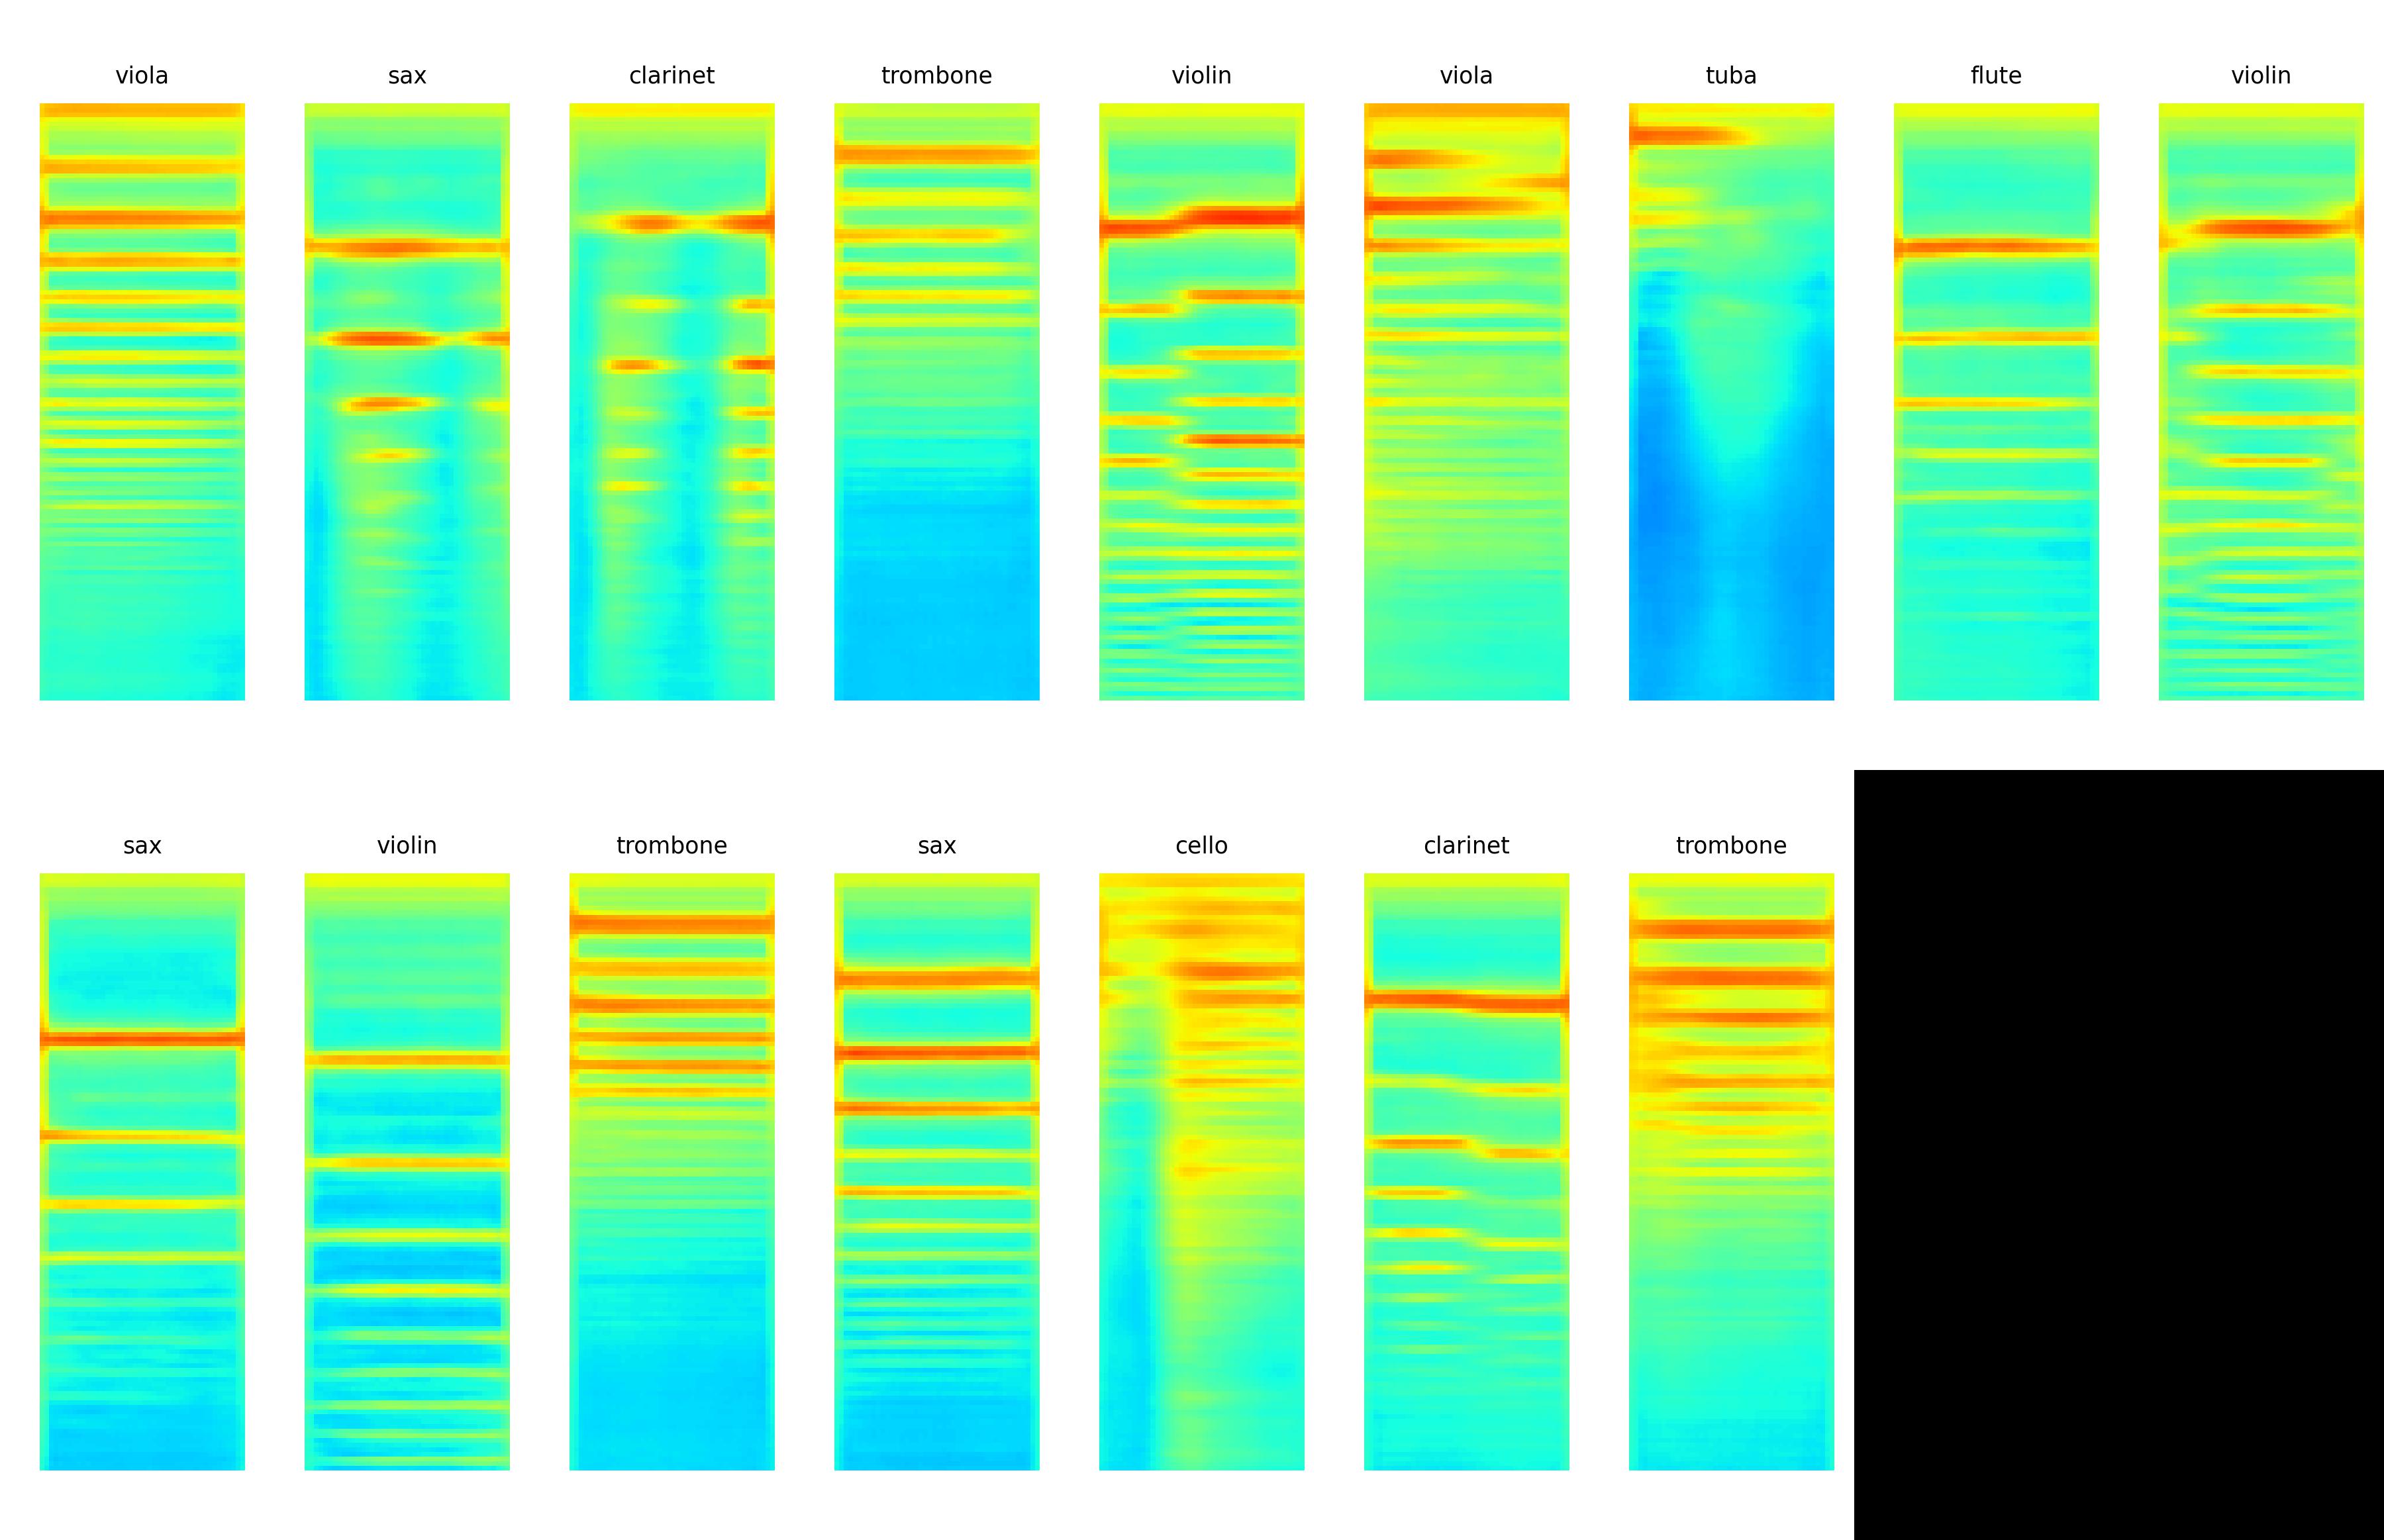 viola sax clarinet trombone violin viola tuba flute violin
sax violin trombone sax cello clarinet trombone